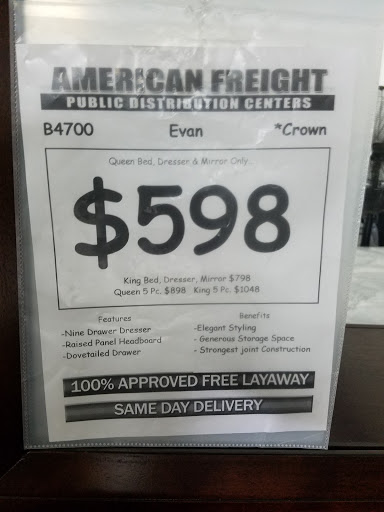 AMERICAN FREIGHT
PUBLIC DISTRIBUTION CENTERS
B4700 Evan *Crown
Queen Bed, Dresser & Mirror Only
$598
King Bed, Dresser, Mirror $798
Queen 5 Pc. $898 King 5 Pc. $1048
Features
-Nine Drawer Dresser
-Raised Panel Headboard
-Dovetailed Drawer
Benefits
-Elegant Styling
- Generous Storage Space
- Strongest joint Construction
100% APPROVED FREE LAYAWAY
SAME DAY DELIVERY